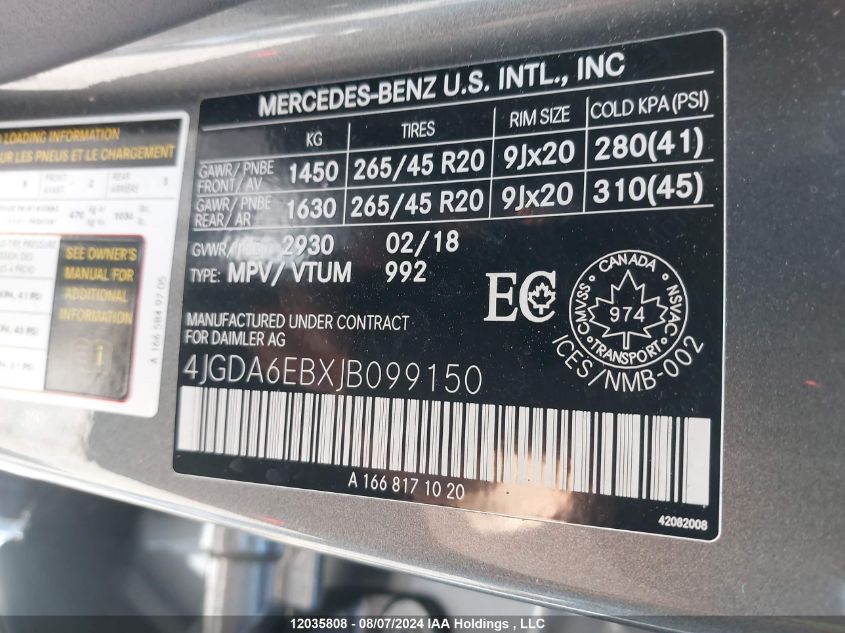 LOADING INFORMATION
UR LES PNEUS ET LE CHARGEMENT
SEE OWNER'S
MANUAL FOR
ADDITIONAL
INFORMATION
A 166 584 97 05
MERCEDES-BENZ U.S. INTL., INC
KG TIRES RIM SIZE COLD KPA (PSI)
GAWR/PNBE FRONT/AV 1450 265/45 R20 9Jx20 280(41)
GAWR/PNBE REAR/AR 1630 265/45 R20 9Jx20 310(45)
GVWR/ 2930 02/18
TYPE: MPV/VTUM 992
EC
CANADA
CMVSS 974 NSVAC
TRANSPORT
ICES/NMB-002
MANUFACTURED UNDER CONTRACT
FOR DAIMLER AG
4JGDA6EBXJB099150
A 166 817 10 20
42082008
12035808 - 08/07/2024 IAA Holdings , LLC